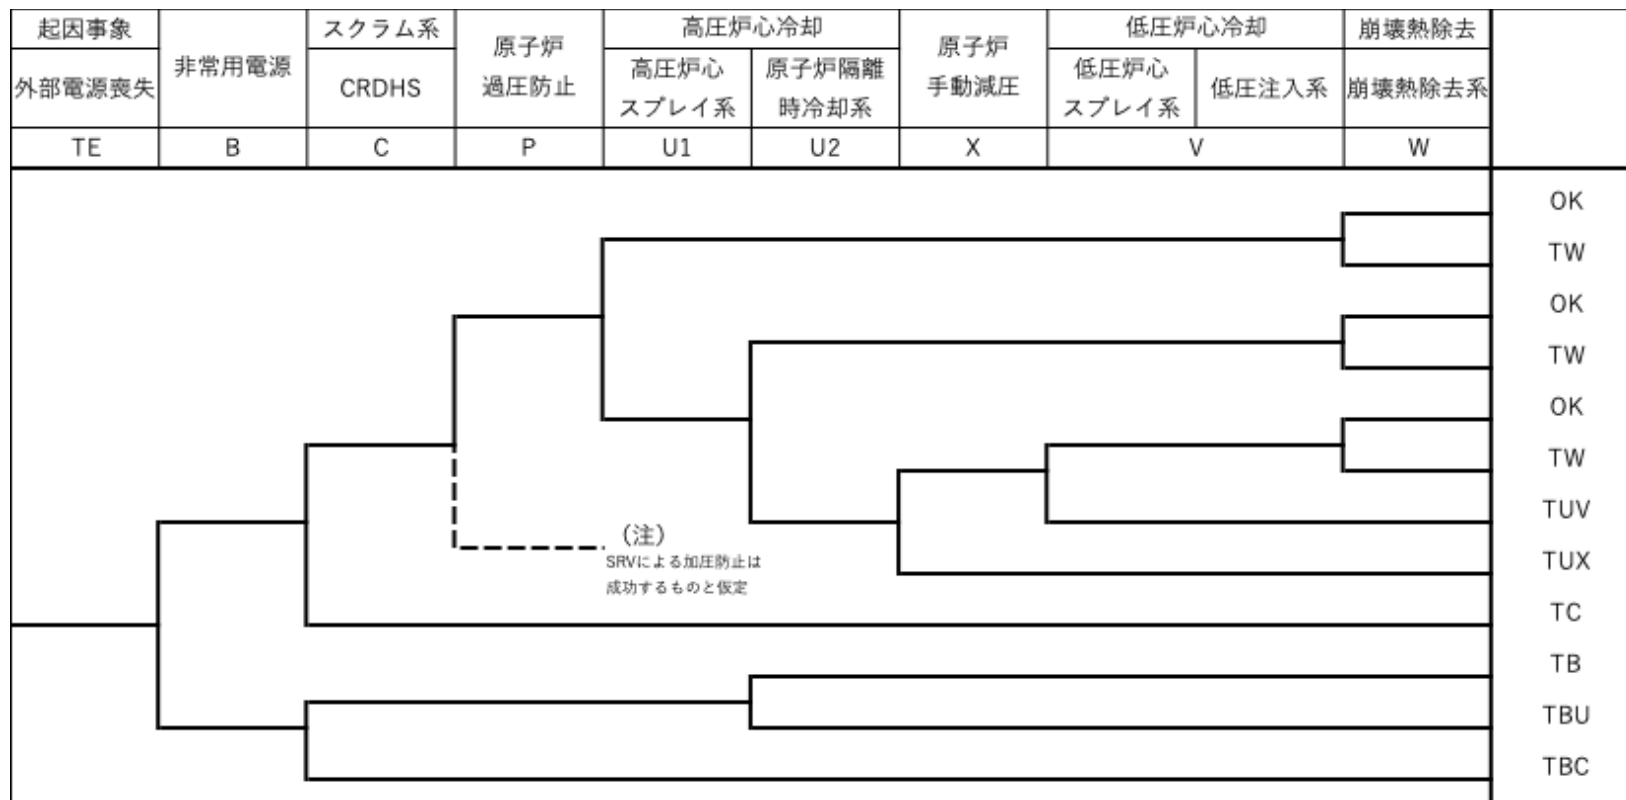 起因事象
外部電源喪失
非常用電源
スクラム系
CRDHS
原子炉
過圧防止
高圧炉心冷却
高圧炉心
スプレイ系
原子炉隔離
時冷却系
原子炉
手動減圧
低圧炉心冷却
低圧炉心
スプレイ系
低圧注入系
崩壊熱除去
崩壊熱除去系
TE
B
C
P
U1
U2
X
V
W
OK
TW
OK
TW
OK
TW
TUV
TUX
TC
TB
TBU
TBC
（注）
SRVによる加圧防止は
成功するものと仮定